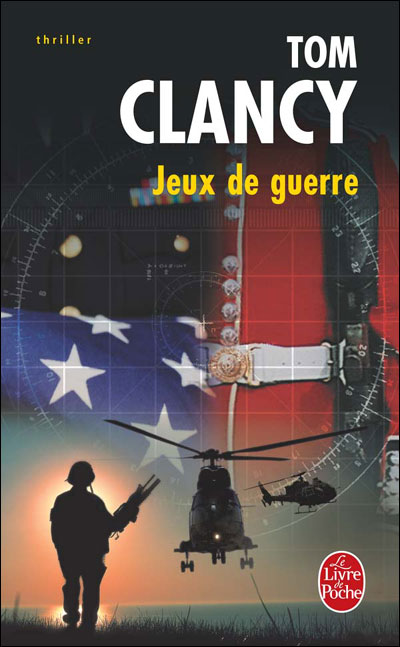 thriller
TOM
CLANCY
Jeux de guerre
Le
Livre
de
Poche